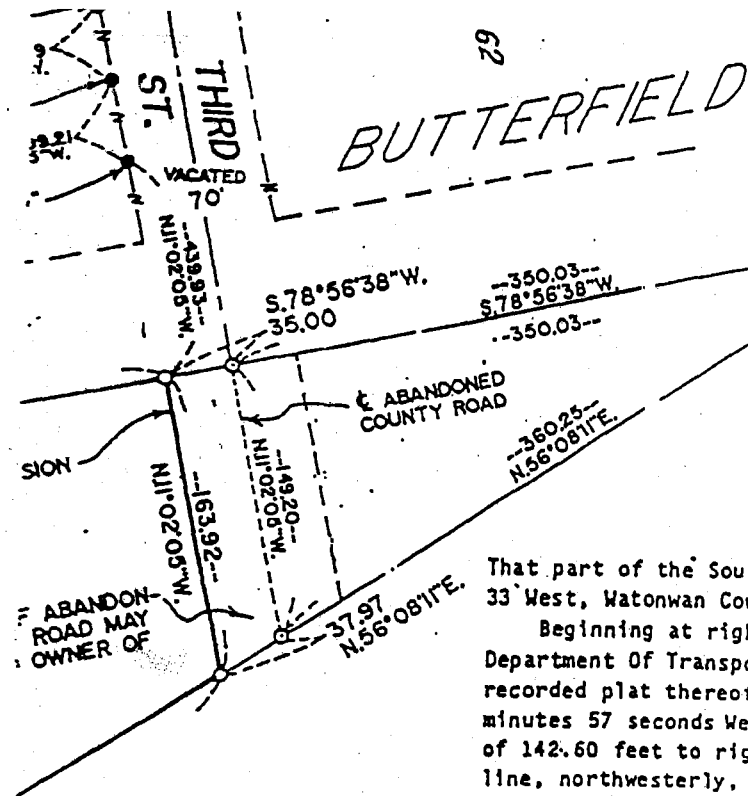 62
BUTTERFIELD
THIRD
ST.
VACATED
70'
--439.93--
N11°02'05"W.
S.78°56'38"W.
35.00
--350.03--
S.78°56'38"W.
--350.03--
℄ ABANDONED
COUNTY ROAD
--360.25--
N.56°08'11"E.
SION
--163.92--
N11°02'05"W.
--149.20--
N11°02'05"W.
ABANDON-
ROAD MAY
OWNER OF
37.97
N.56°08'11"E.
That part of the Sou
33 West, Watonwan Cou
Beginning at righ
Department Of Transpo
recorded plat thereof
minutes 57 seconds We
of 142.60 feet to rig
line, northwesterly,